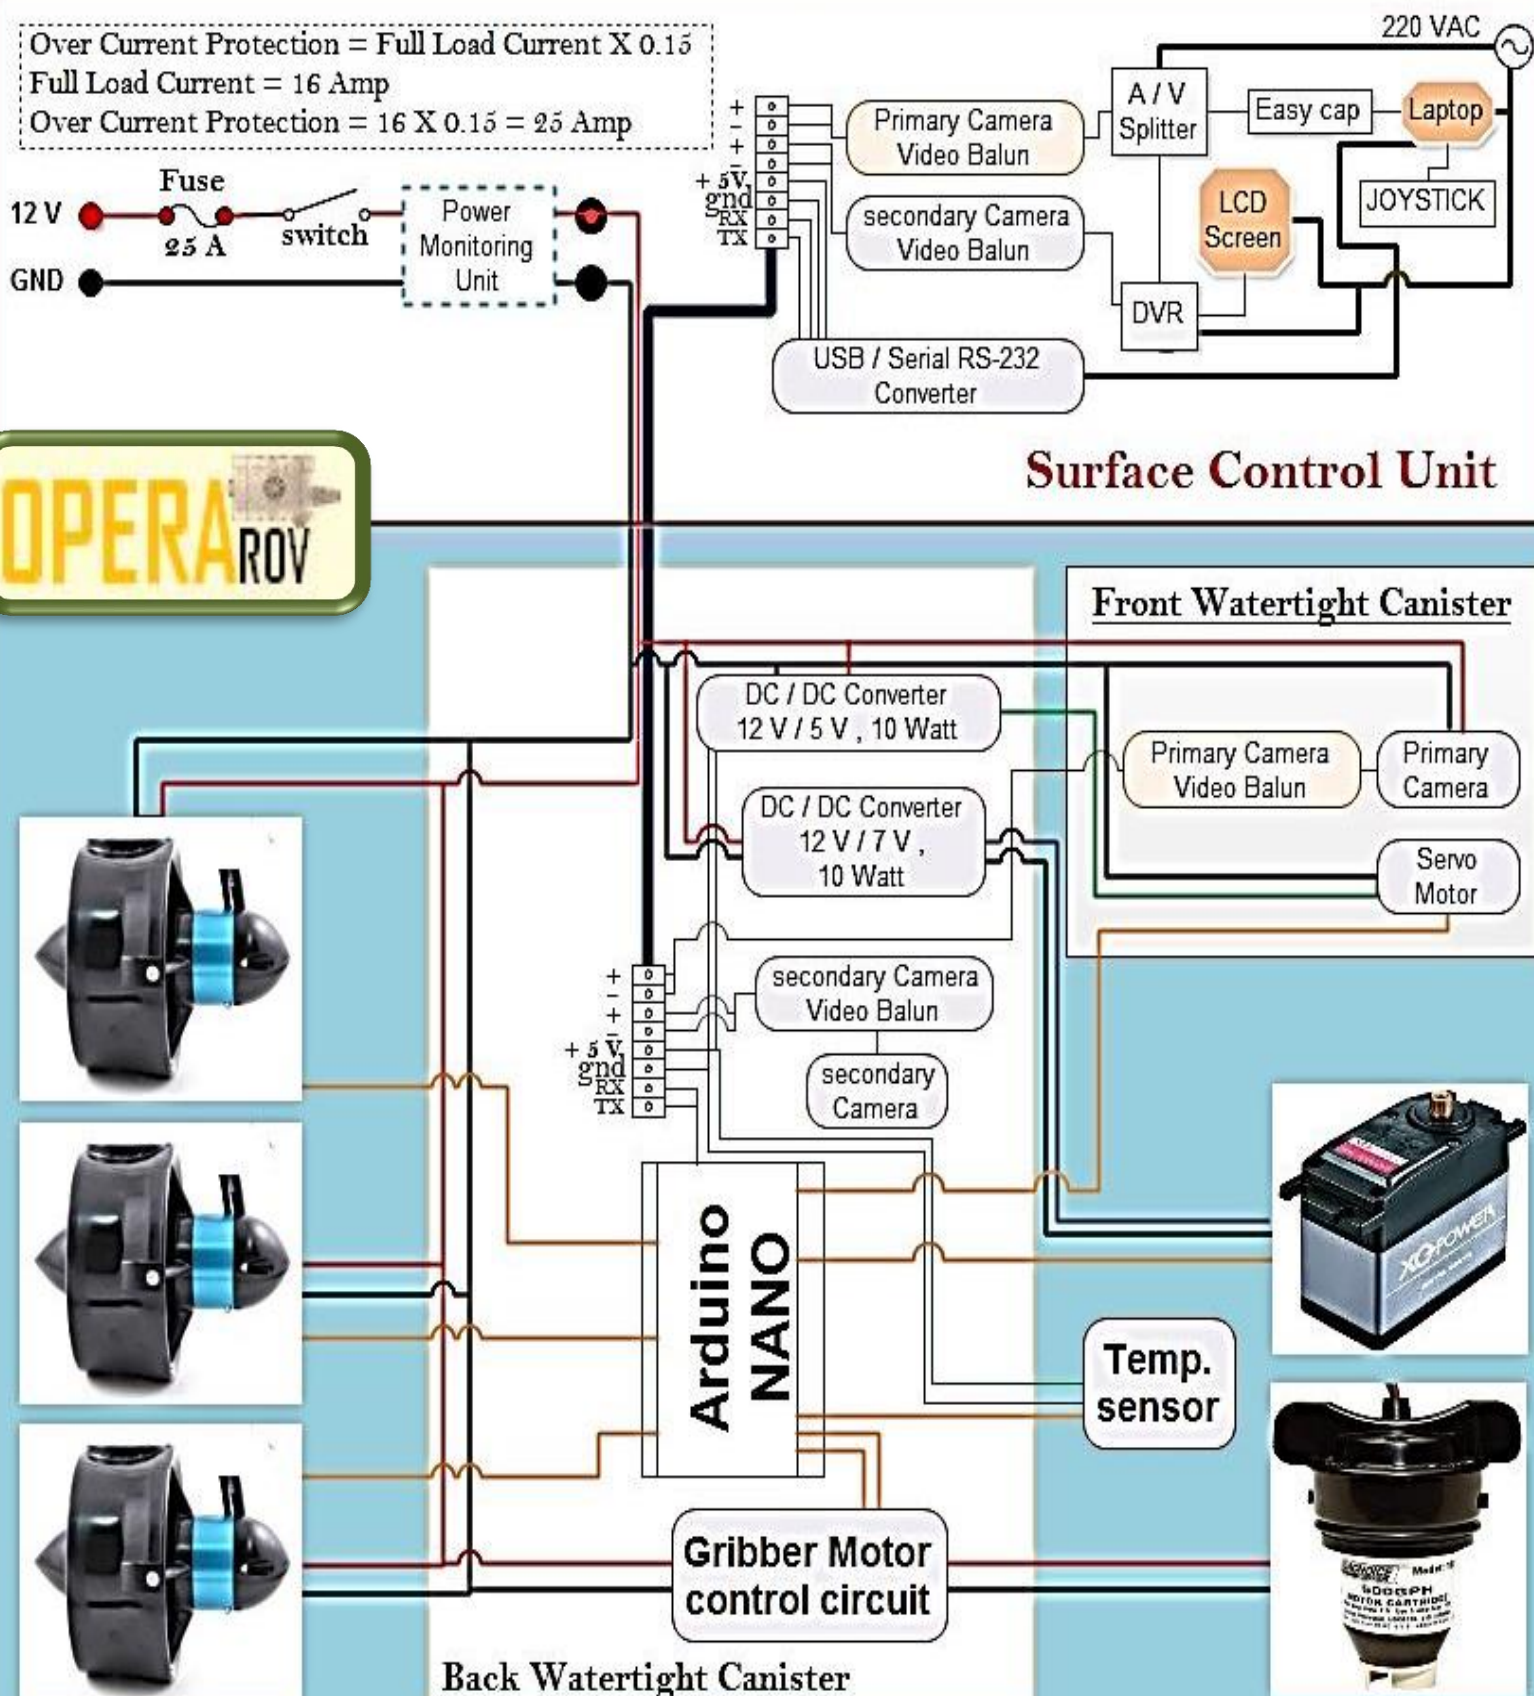 Over Current Protection = Full Load Current X 0.15
Full Load Current = 16 Amp
Over Current Protection = 16 X 0.15 = 25 Amp
220 VAC
12 V
Fuse
25 A
switch
GND
Power
Monitoring
Unit
+
-
+
-
+ 5V
gnd
RX
TX
Primary Camera
Video Balun
secondary Camera
Video Balun
A / V
Splitter
Easy cap
Laptop
JOYSTICK
LCD
Screen
DVR
USB / Serial RS-232
Converter
Surface Control Unit
OPERA
ROV
Front Watertight Canister
DC / DC Converter
12 V / 5 V , 10 Watt
Primary Camera
Video Balun
Primary
Camera
DC / DC Converter
12 V / 7 V ,
10 Watt
Servo
Motor
+
-
+
-
+ 5 V
gnd
RX
TX
secondary Camera
Video Balun
secondary
Camera
Arduino
NANO
XQ-POWER
Temp.
sensor
Gribber Motor
control circuit
500GPH
MOTOR CARTRIDGE
Back Watertight Canister